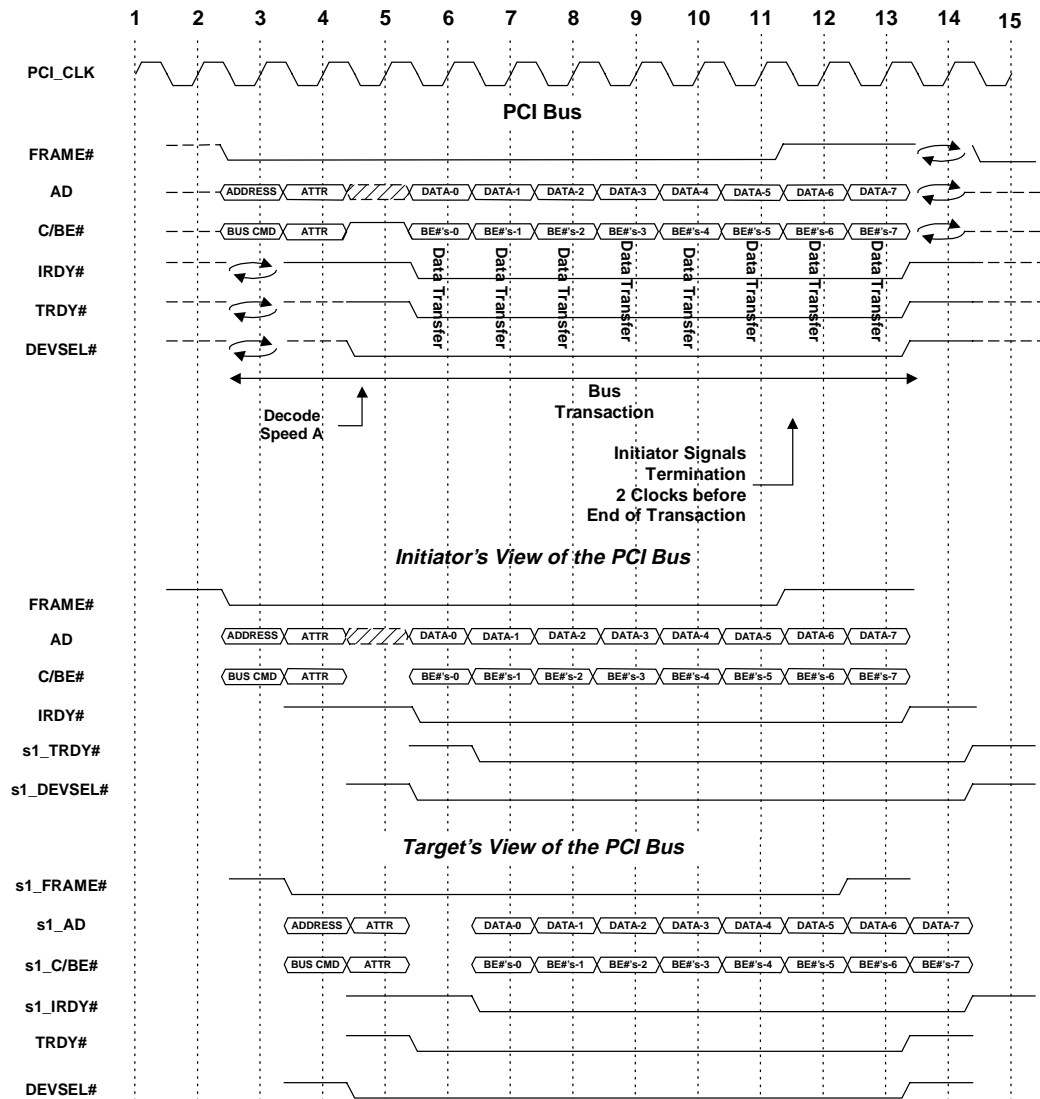 1 2 3 4 5 6 7 8 9 10 11 12 13 14 15
PCI_CLK
PCI Bus
FRAME#
AD ADDRESS ATTR DATA-0 DATA-1 DATA-2 DATA-3 DATA-4 DATA-5 DATA-6 DATA-7
C/BE# BUS CMD ATTR BE#'s-0 BE#'s-1 BE#'s-2 BE#'s-3 BE#'s-4 BE#'s-5 BE#'s-6 BE#'s-7
IRDY#
TRDY#
DEVSEL#
Data Transfer
Data Transfer
Data Transfer
Data Transfer
Data Transfer
Data Transfer
Data Transfer
Data Transfer
Bus
Transaction
Decode
Speed A
Initiator Signals
Termination
2 Clocks before
End of Transaction
Initiator's View of the PCI Bus
FRAME#
AD ADDRESS ATTR DATA-0 DATA-1 DATA-2 DATA-3 DATA-4 DATA-5 DATA-6 DATA-7
C/BE# BUS CMD ATTR BE#'s-0 BE#'s-1 BE#'s-2 BE#'s-3 BE#'s-4 BE#'s-5 BE#'s-6 BE#'s-7
IRDY#
s1_TRDY#
s1_DEVSEL#
Target's View of the PCI Bus
s1_FRAME#
s1_AD ADDRESS ATTR DATA-0 DATA-1 DATA-2 DATA-3 DATA-4 DATA-5 DATA-6 DATA-7
s1_C/BE# BUS CMD ATTR BE#'s-0 BE#'s-1 BE#'s-2 BE#'s-3 BE#'s-4 BE#'s-5 BE#'s-6 BE#'s-7
s1_IRDY#
TRDY#
DEVSEL#